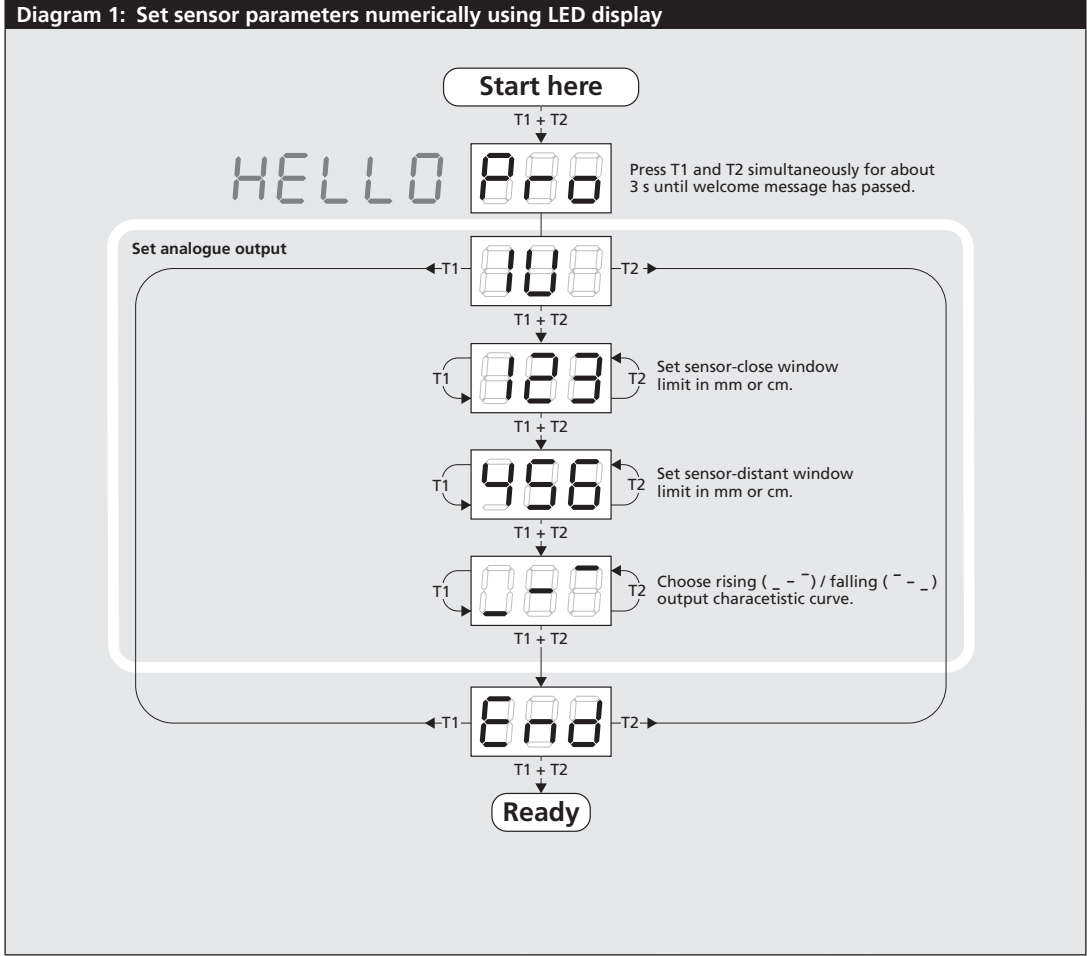 Diagram 1: Set sensor parameters numerically using LED display
Start here
T1 + T2
HELLO Pro
Press T1 and T2 simultaneously for about
3 s until welcome message has passed.
Set analogue output
T1 1U T2
T1 + T2
T1 123 T2
Set sensor-close window
limit in mm or cm.
T1 + T2
T1 456 T2
Set sensor-distant window
limit in mm or cm.
T1 + T2
T1 _ - ¯ T2
Choose rising ( _ - ¯ ) / falling ( ¯ - _ )
output characetistic curve.
T1 + T2
T1 End T2
T1 + T2
Ready